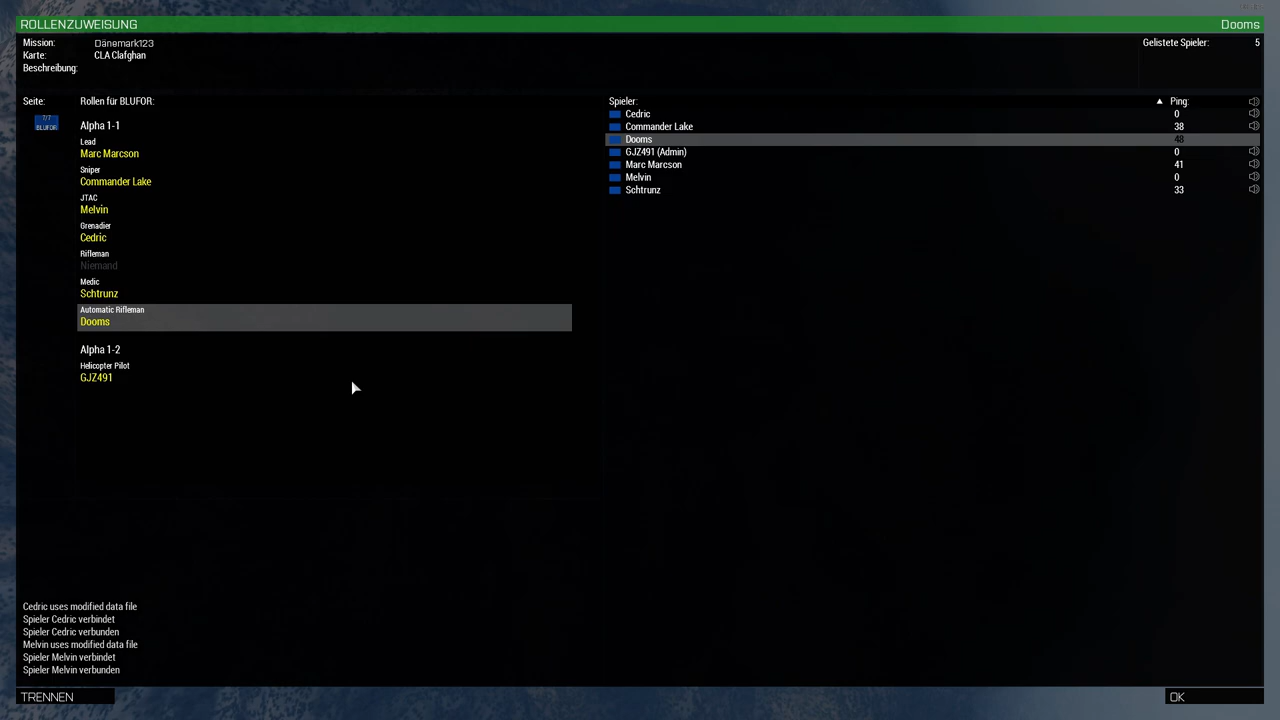 ROLLENZUWEISUNG
Dooms
Mission: Dänemark123
Gelistete Spieler: 5
Karte: CLA Clafghan
Beschreibung:
Seite:
7/7
BLUFOR
Rollen für BLUFOR:
Alpha 1-1
Lead
Marc Marcson
Sniper
Commander Lake
JTAC
Melvin
Grenadier
Cedric
Rifleman
Niemand
Medic
Schtrunz
Automatic Rifleman
Dooms
Alpha 1-2
Helicopter Pilot
GJZ491
Spieler: Ping:
Cedric 0
Commander Lake 38
Dooms 48
GJZ491 (Admin) 0
Marc Marcson 41
Melvin 0
Schtrunz 33
Cedric uses modified data file
Spieler Cedric verbindet
Spieler Cedric verbunden
Melvin uses modified data file
Spieler Melvin verbindet
Spieler Melvin verbunden
TRENNEN
OK